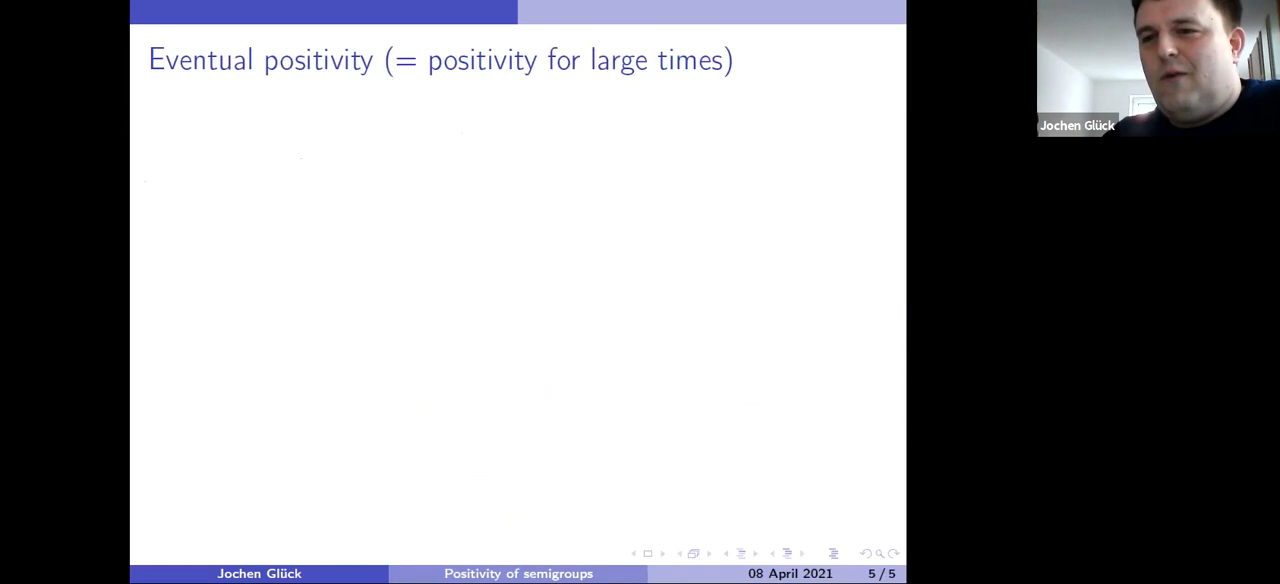 Eventual positivity (= positivity for large times)
Jochen Glück
Jochen Glück
Positivity of semigroups
08 April 2021
5 / 5